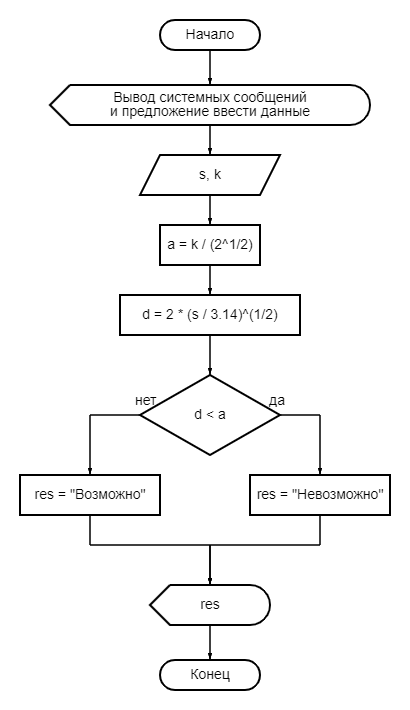 Начало
Вывод системных сообщений
и предложение ввести данные
s, k
a = k / (2^1/2)
d = 2 * (s / 3.14)^(1/2)
нет
да
d < a
res = "Возможно"
res = "Невозможно"
res
Конец